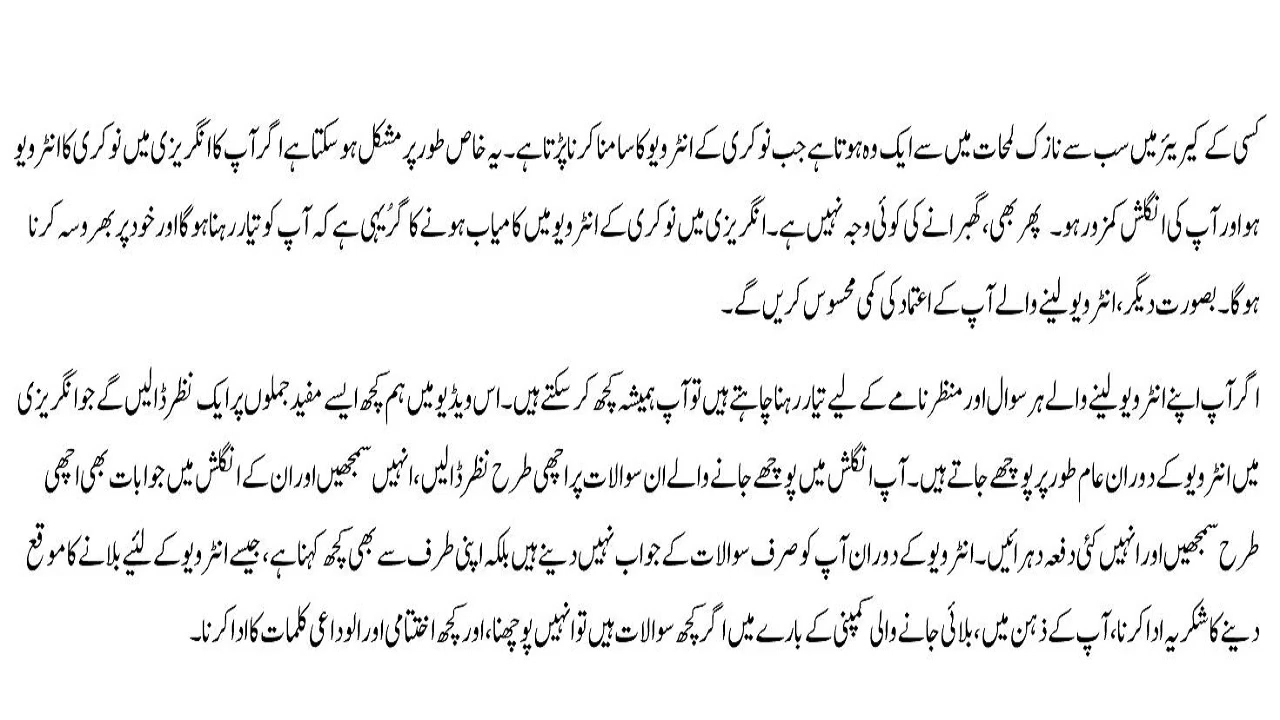 کسی کے کیریئر میں سب سے نازک لمحات میں سے ایک وہ ہوتا ہے جب نوکری کے انٹرویو کا سامنا کرنا پڑتا ہے۔ یہ خاص طور پر مشکل ہو سکتا ہے اگر آپ کا انگریزی میں نوکری کا انٹرویو
ہو اور آپ کی انگلش کمزور ہو۔ پھر بھی، گھبرانے کی کوئی وجہ نہیں ہے۔ انگریزی میں نوکری کے انٹرویو میں کامیاب ہونے کا گُر یہی ہے کہ آپ کو تیار رہنا ہوگا اور خود پر بھروسہ کرنا
ہوگا۔ بصورت دیگر، انٹرویو لینے والے آپ کے اعتماد کی کمی محسوس کریں گے۔
اگر آپ اپنے انٹرویو لینے والے ہر سوال اور منظر نامے کے لیے تیار رہنا چاہتے ہیں تو آپ ہمیشہ کچھ کر سکتے ہیں۔ اس ویڈیو میں ہم کچھ ایسے مفید جملوں پر ایک نظر ڈالیں گے جو انگریزی
میں انٹرویو کے دوران عام طور پر پوچھے جاتے ہیں۔ آپ انگلش میں پوچھے جانے والے ان سوالات پر اچھی طرح نظر ڈالیں، انہیں سمجھیں اور ان کے انگلش میں جوابات بھی اچھی
طرح سمجھیں اور انہیں کئی دفعہ دہرائیں۔ انٹرویو کے دوران آپ کو صرف سوالات کے جواب نہیں دینے ہیں بلکہ اپنی طرف سے بھی کچھ کہنا ہے، جیسے انٹرویو کے لئیے بلانے کا موقع
دینے کا شکریہ ادا کرنا، آپ کے ذہن میں، بلائی جانے والی کمپنی کے بارے میں اگر کچھ سوالات ہیں تو انہیں پوچھنا، اور کچھ اختتامی اور الوداعی کلمات کا ادا کرنا۔